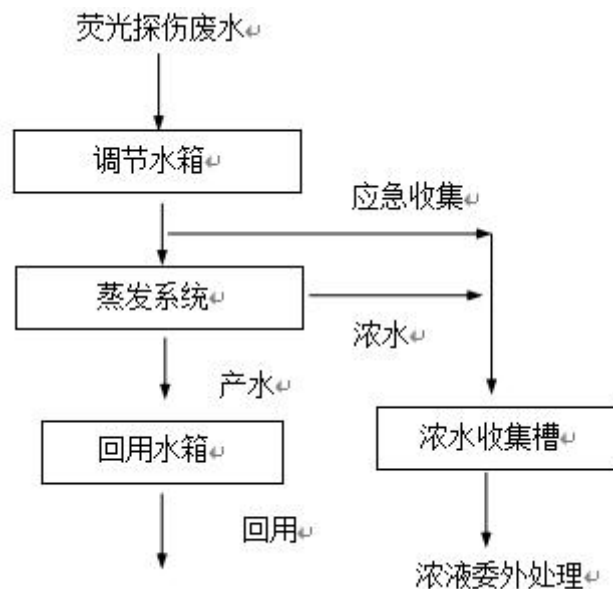 荧光探伤废水
调节水箱
应急收集
蒸发系统
浓水
产水
回用水箱
浓水收集槽
回用
浓液委外处理